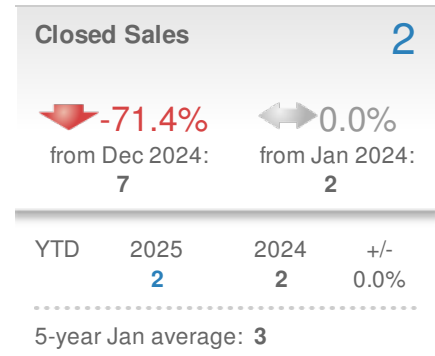 Closed Sales 2
-71.4% 0.0%
from Dec 2024: from Jan 2024:
7 2
YTD 2025 2024 +/-
2 2 0.0%
5-year Jan average: 3